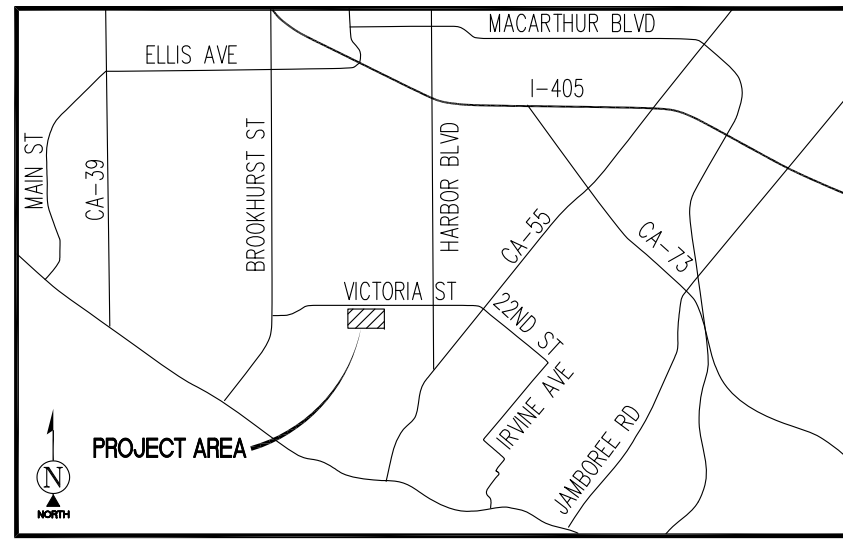 MACARTHUR BLVD
ELLIS AVE
I-405
MAIN ST
CA-39
BROOKHURST ST
HARBOR BLVD
CA-55
CA-73
VICTORIA ST
22ND ST
IRVINE AVE
JAMBOREE RD
PROJECT AREA
N
NORTH